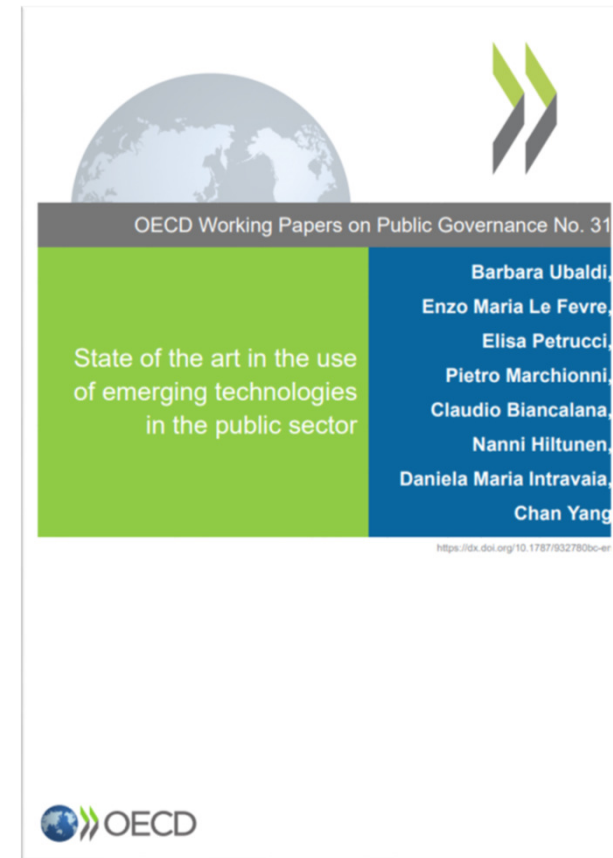 OECD Working Papers on Public Governance No. 31
State of the art in the use
of emerging technologies
in the public sector
Barbara Ubaldi,
Enzo Maria Le Fevre,
Elisa Petrucci,
Pietro Marchionni,
Claudio Biancalana,
Nanni Hiltunen,
Daniela Maria Intravaia,
Chan Yang
https://dx.doi.org/10.1787/932780bc-er
OECD